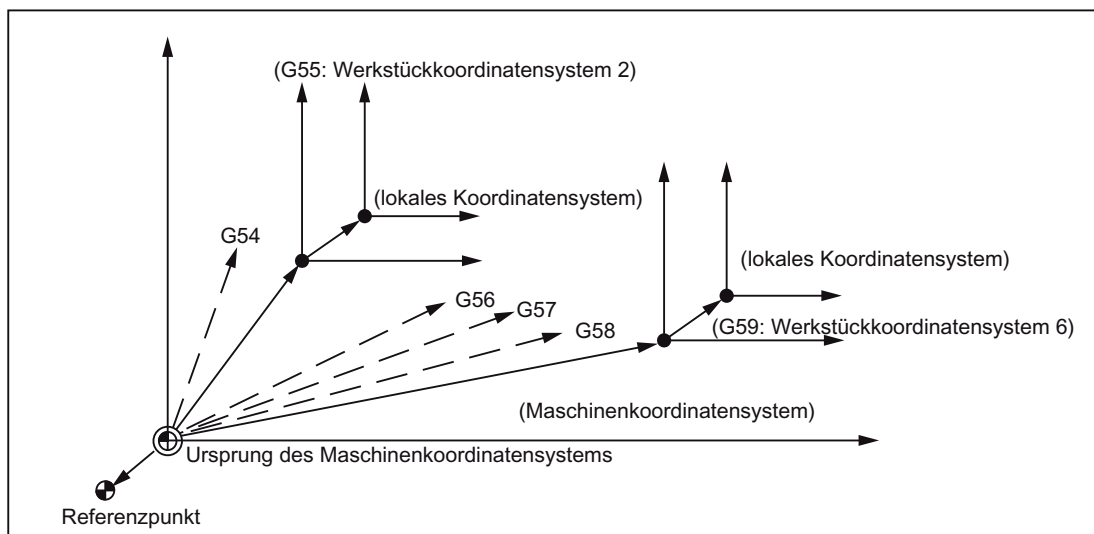 (G55: Werkstückkoordinatensystem 2)
(lokales Koordinatensystem)
G54
(lokales Koordinatensystem)
G56
G57
G58
(G59: Werkstückkoordinatensystem 6)
(Maschinenkoordinatensystem)
Ursprung des Maschinenkoordinatensystems
Referenzpunkt